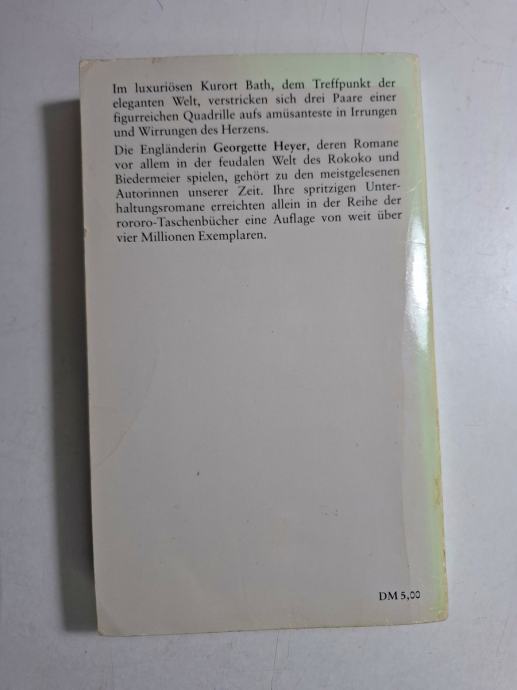 Im luxuriösen Kurort Bath, dem Treffpunkt der
eleganten Welt, verstricken sich drei Paare einer
figurreichen Quadrille aufs amüsanteste in Irrungen
und Wirrungen des Herzens.
Die Engländerin Georgette Heyer, deren Romane
vor allem in der feudalen Welt des Rokoko und
Biedermeier spielen, gehört zu den meistgelesenen
Autorinnen unserer Zeit. Ihre spritzigen Unter-
haltungsromane erreichten allein in der Reihe der
rororo-Taschenbücher eine Auflage von weit über
vier Millionen Exemplaren.
DM 5,00